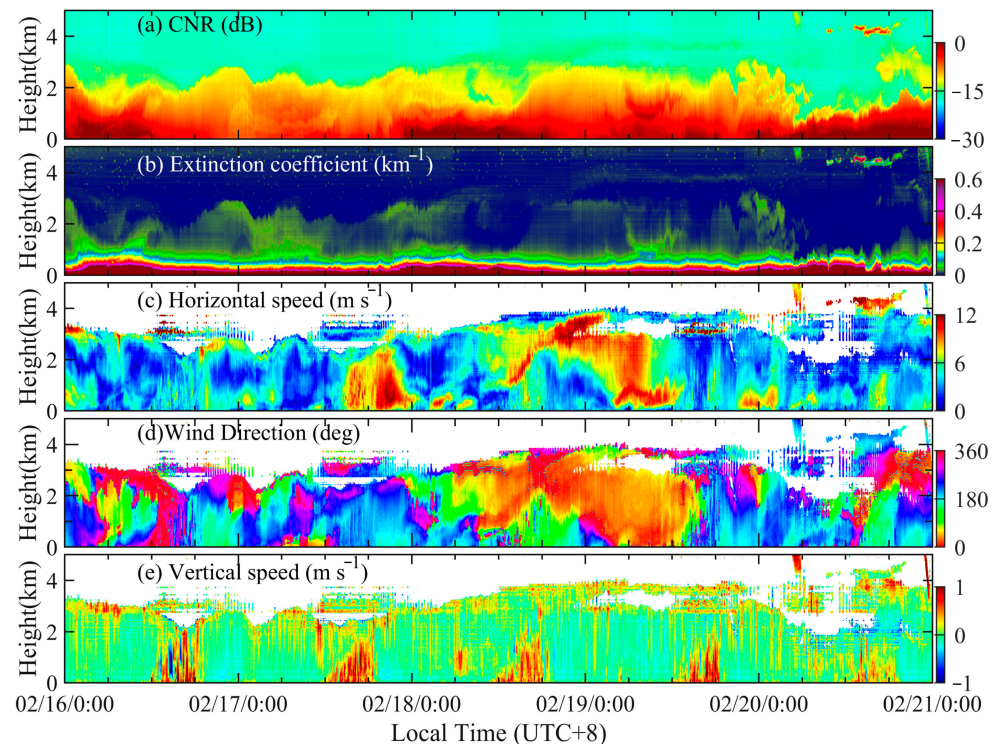 (a) CNR (dB)
Height(km)
4
2
0
0
−15
−30
(b) Extinction coefficient (km⁻¹)
Height(km)
4
2
0
0.6
0.4
0.2
0
(c) Horizontal speed (m s⁻¹)
Height(km)
4
2
0
12
6
0
(d)Wind Direction (deg)
Height(km)
4
2
0
360
180
0
(e) Vertical speed (m s⁻¹)
Height(km)
4
2
0
1
0
−1
02/16/0:00 02/17/0:00 02/18/0:00 02/19/0:00 02/20/0:00 02/21/0:00
Local Time (UTC+8)